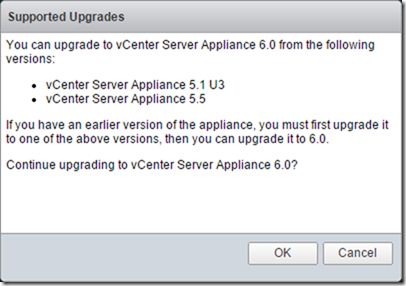 Supported Upgrades
You can upgrade to vCenter Server Appliance 6.0 from the following
versions:
• vCenter Server Appliance 5.1 U3
• vCenter Server Appliance 5.5
If you have an earlier version of the appliance, you must first upgrade it
to one of the above versions, then you can upgrade it to 6.0.
Continue upgrading to vCenter Server Appliance 6.0?
OK Cancel